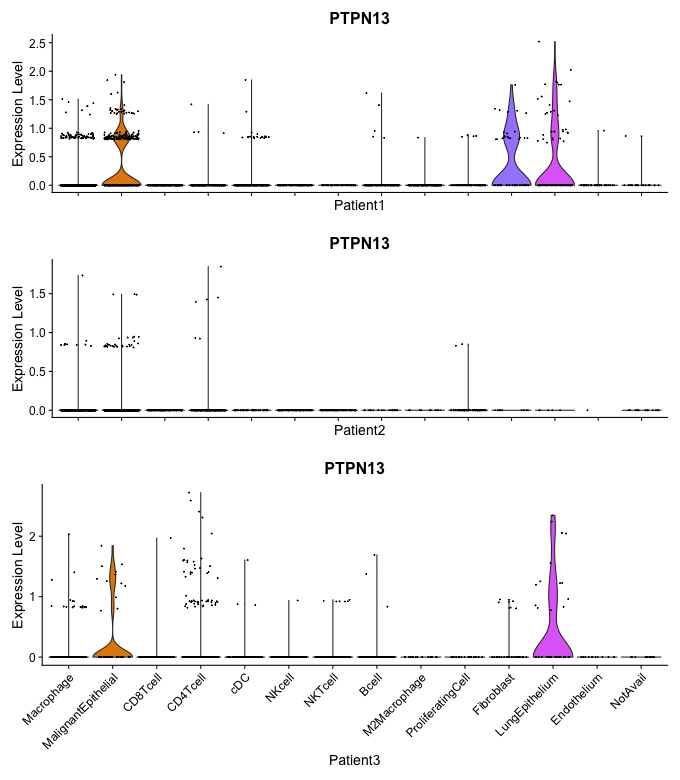 PTPN13
Expression Level
2.5
2.0
1.5
1.0
0.5
0.0
Patient1
PTPN13
Expression Level
1.5
1.0
0.5
0.0
Patient2
PTPN13
Expression Level
2
1
0
Macrophage
MalignantEpithelial
CD8Tcell
CD4Tcell
cDC
NKcell
NKTcell
Bcell
M2Macrophage
ProliferatingCell
Fibroblast
LungEpithelium
Endothelium
NotAvail
Patient3